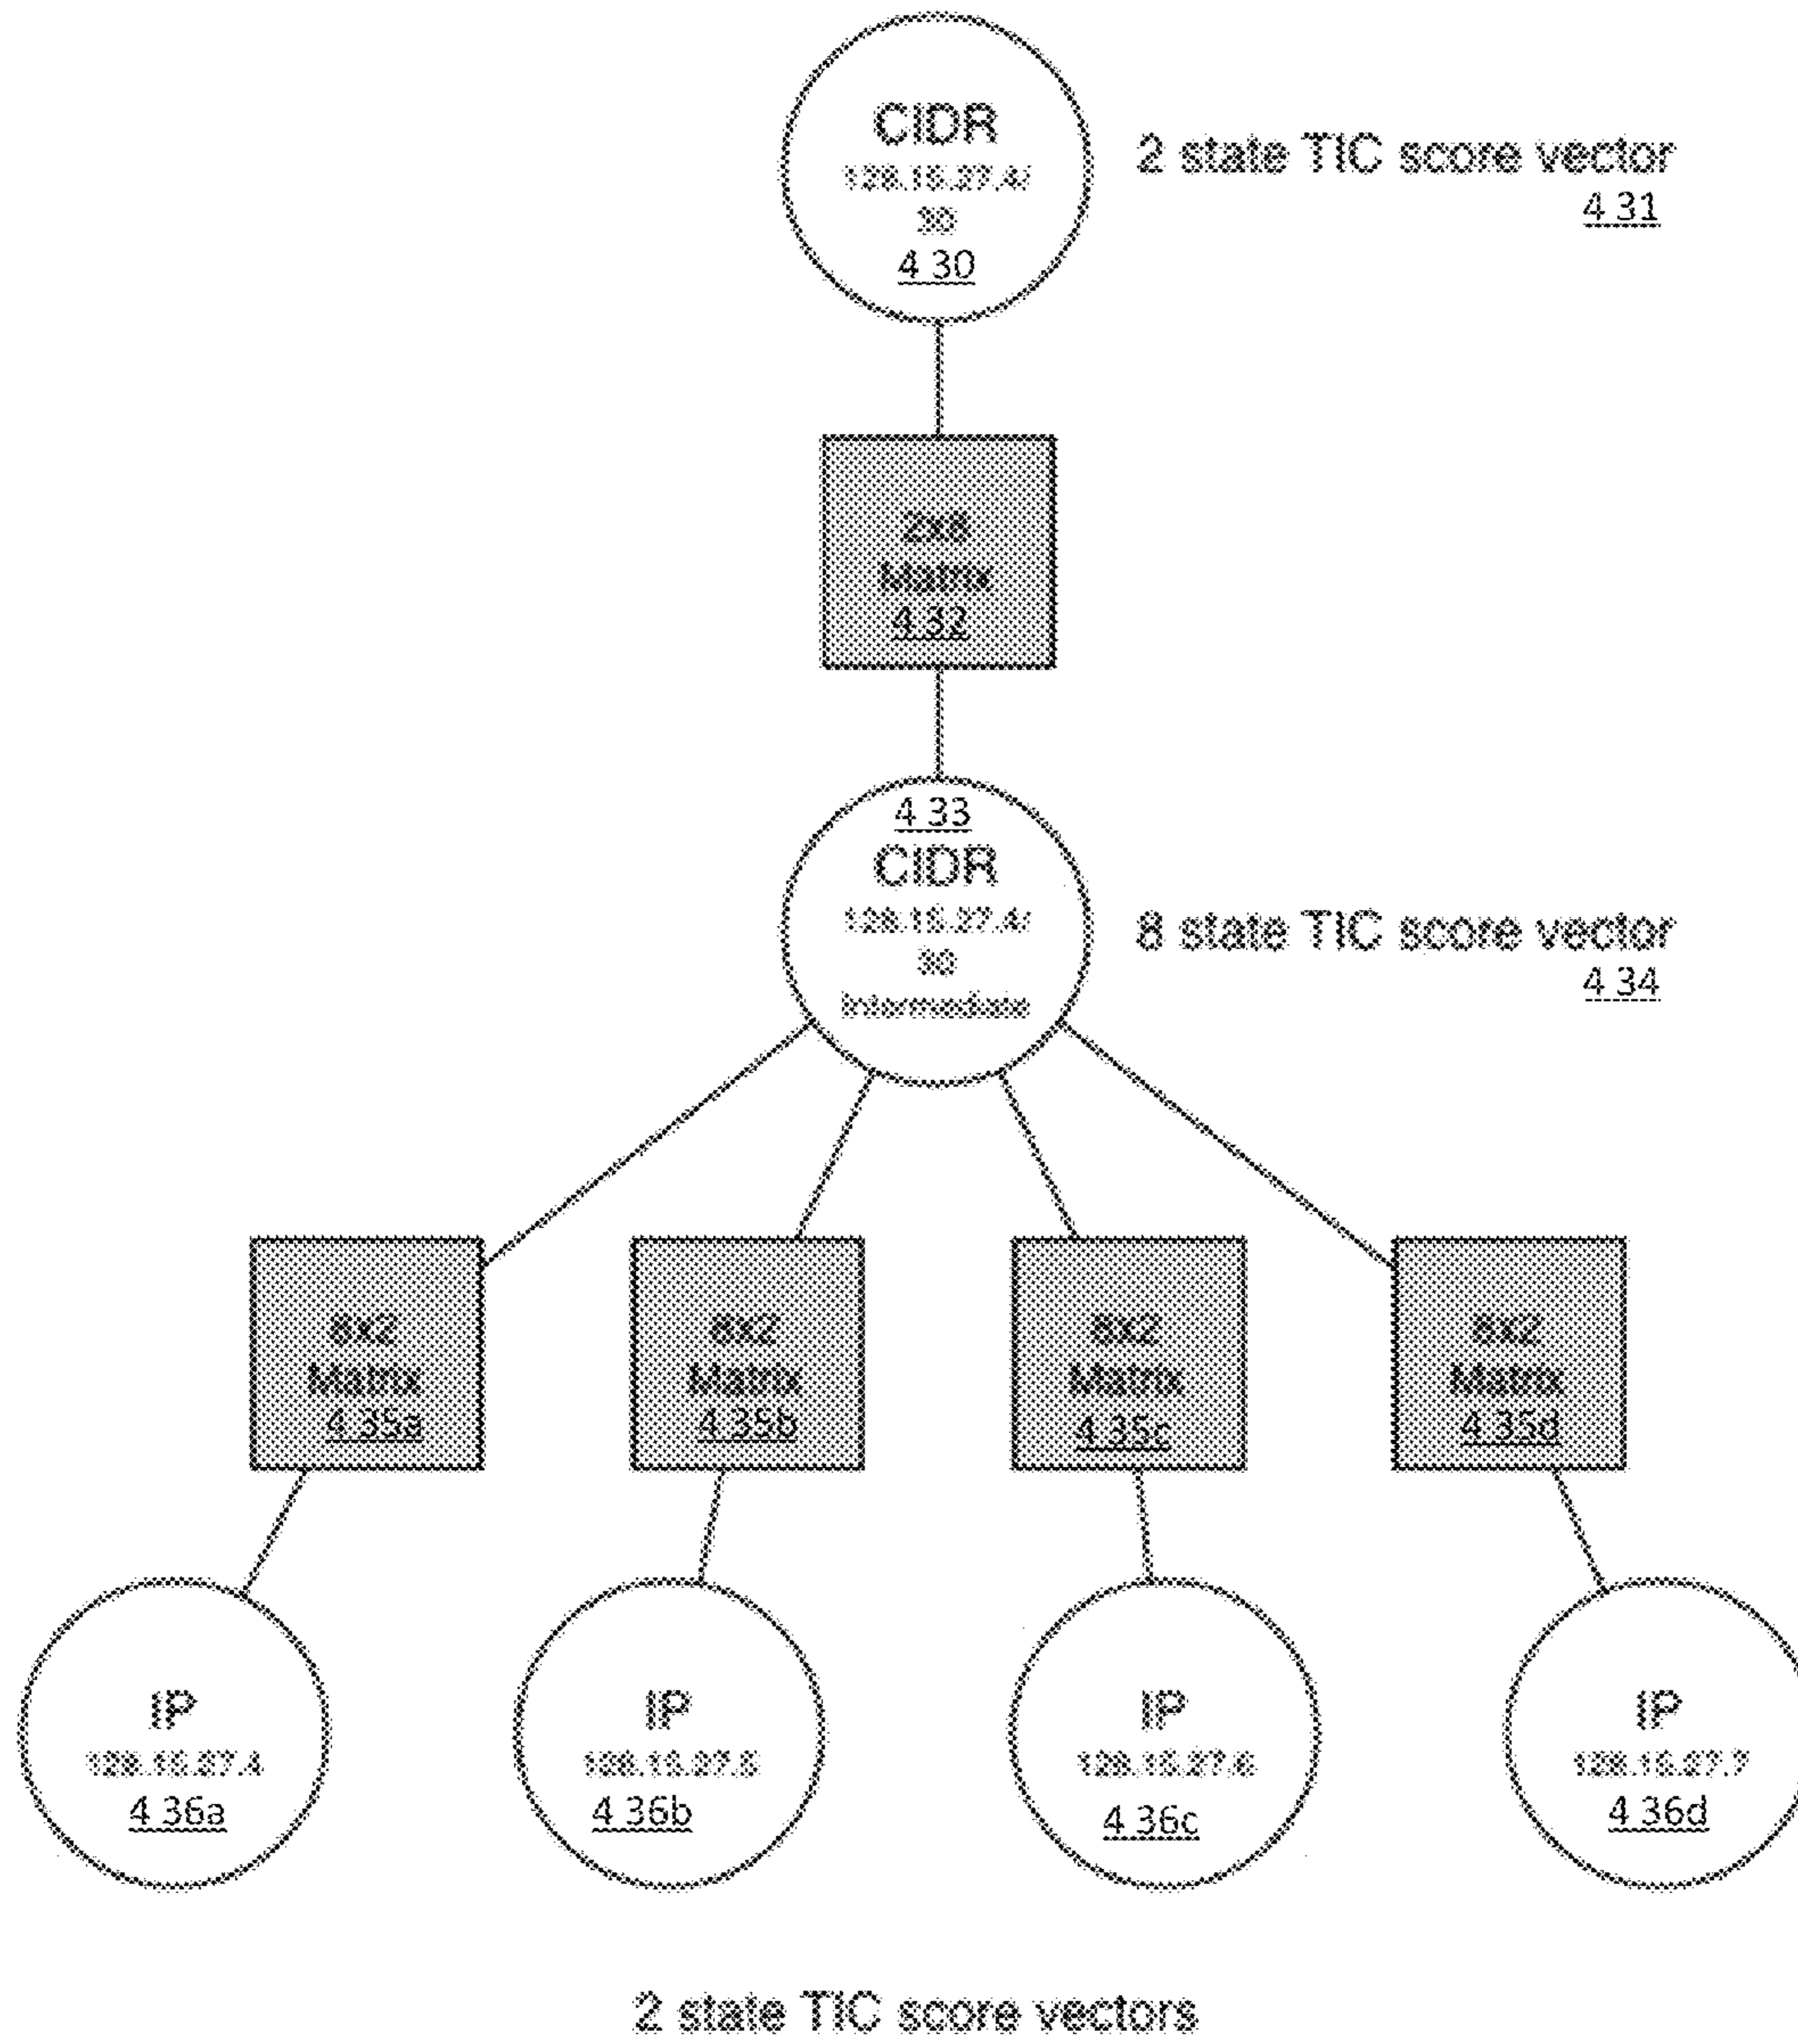 CIDR
128.15.27.4/
30
4 30
2 state TIC score vector
4 31
2x8
Matrix
4 32
4 33
CIDR
128.15.27.4/
30
Intermediate
8 state TIC score vector
4 34
8x2
Matrix
4 35a
8x2
Matrix
4 35b
8x2
Matrix
4 35c
8x2
Matrix
4 35d
IP
128.15.27.4
4 36a
IP
128.15.27.5
4 36b
IP
128.15.27.6
4 36c
IP
128.15.27.7
4 36d
2 state TIC score vectors